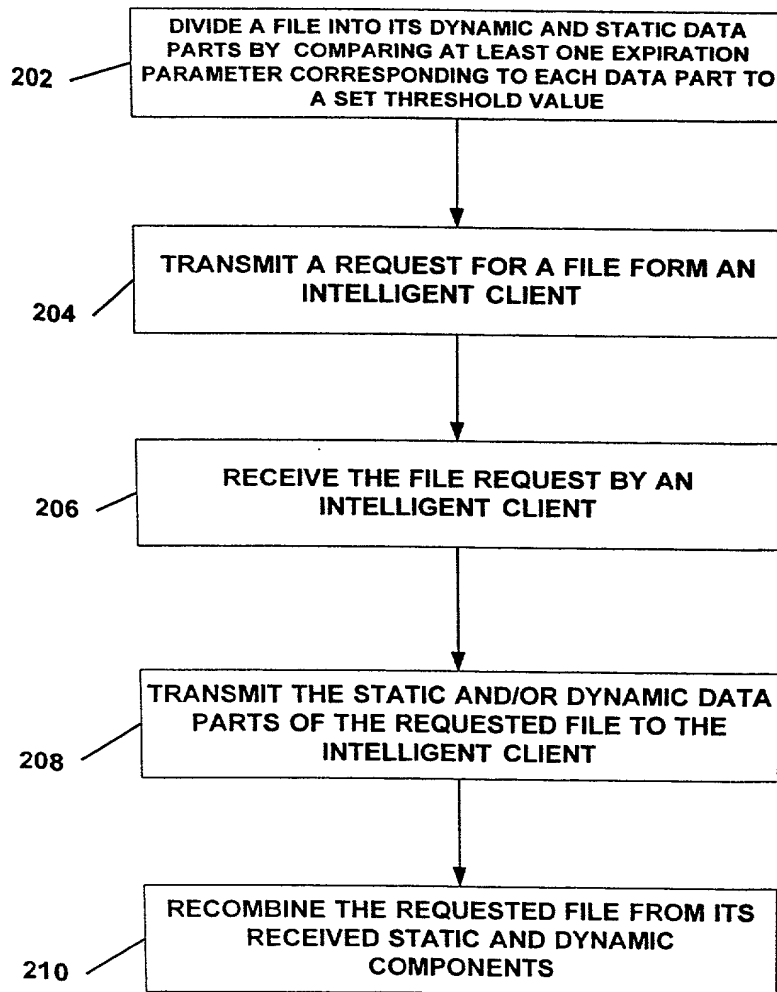 DIVIDE A FILE INTO ITS DYNAMIC AND STATIC DATA
PARTS BY COMPARING AT LEAST ONE EXPIRATION
PARAMETER CORRESPONDING TO EACH DATA PART TO
A SET THRESHOLD VALUE
202
TRANSMIT A REQUEST FOR A FILE FORM AN
INTELLIGENT CLIENT
204
RECEIVE THE FILE REQUEST BY AN
INTELLIGENT CLIENT
206
TRANSMIT THE STATIC AND/OR DYNAMIC DATA
PARTS OF THE REQUESTED FILE TO THE
INTELLIGENT CLIENT
208
RECOMBINE THE REQUESTED FILE FROM ITS
RECEIVED STATIC AND DYNAMIC
COMPONENTS
210